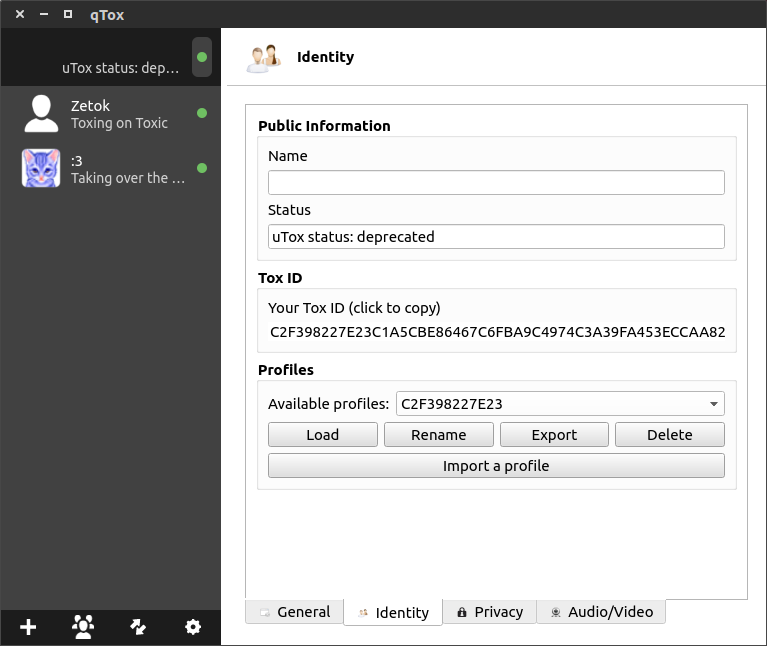 qTox
uTox status: dep...
Zetok
Toxing on Toxic
:3
Taking over the ...
Identity
Public Information
Name
Status
uTox status: deprecated
Tox ID
Your Tox ID (click to copy)
C2F398227E23C1A5CBE86467C6FBA9C4974C3A39FA453ECCAA82
Profiles
Available profiles: C2F398227E23
Load Rename Export Delete
Import a profile
General Identity Privacy Audio/Video